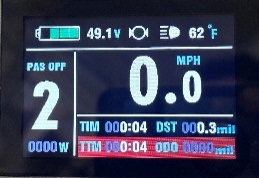 49.1V 62°F
PAS OFF
MPH
2
0.0
0000W
TIM 000:04 DST 000.3mil
TTM 000:04 ODO 0000mil